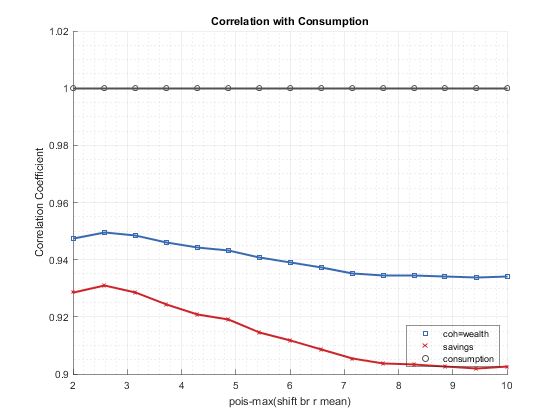 Correlation with Consumption
1.02
1
0.98
0.96
0.94
0.92
0.9
Correlation Coefficient
2 3 4 5 6 7 8 9 10
pois-max(shift br r mean)
coh=wealth
savings
consumption